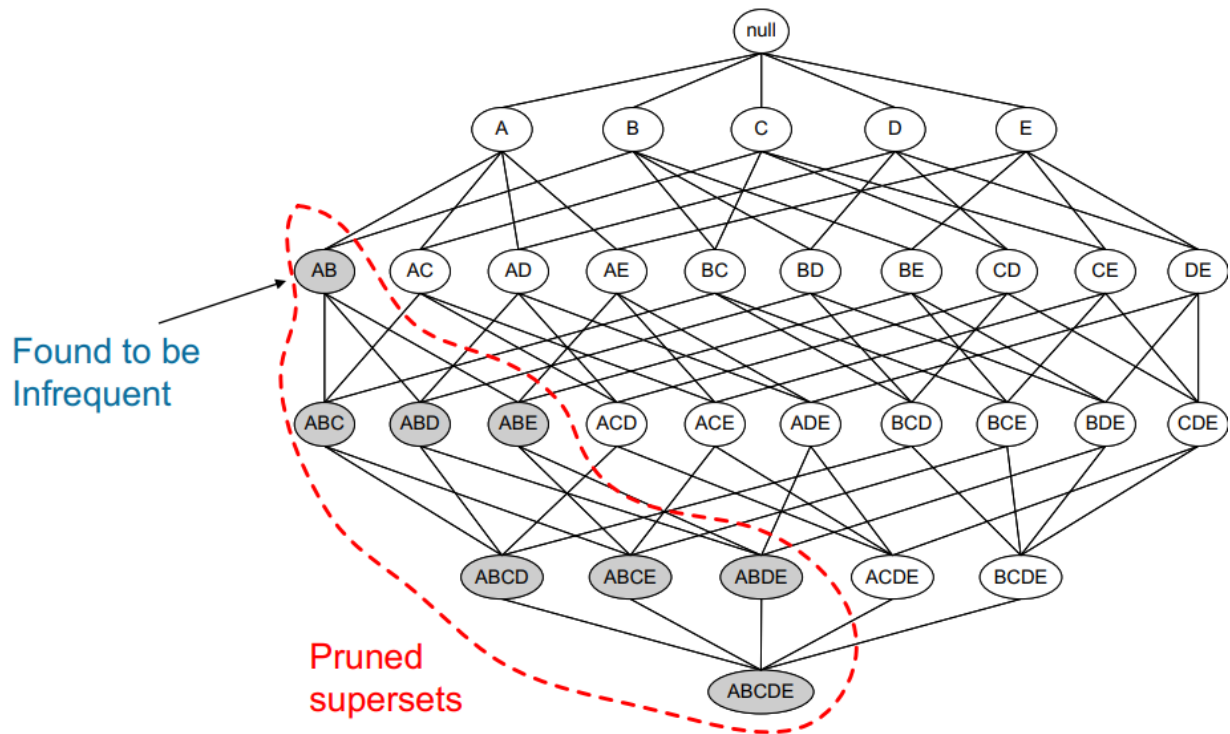 null
A B C D E
AB AC AD AE BC BD BE CD CE DE
Found to be
Infrequent
ABC ABD ABE ACD ACE ADE BCD BCE BDE CDE
ABCD ABCE ABDE ACDE BCDE
Pruned
supersets
ABCDE